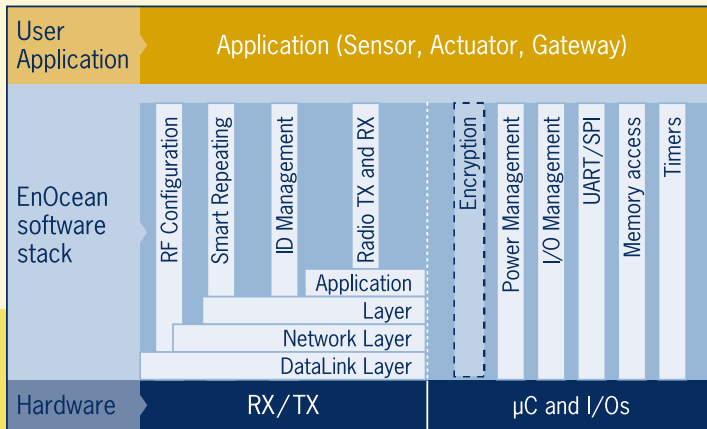 User
Application
Application (Sensor, Actuator, Gateway)
EnOcean
software
stack
RF Configuration
Smart Repeating
ID Management
Radio TX and RX
Encryption
Power Management
I/O Management
UART/SPI
Memory access
Timers
Application
Layer
Network Layer
DataLink Layer
Hardware
RX/TX
µC and I/Os